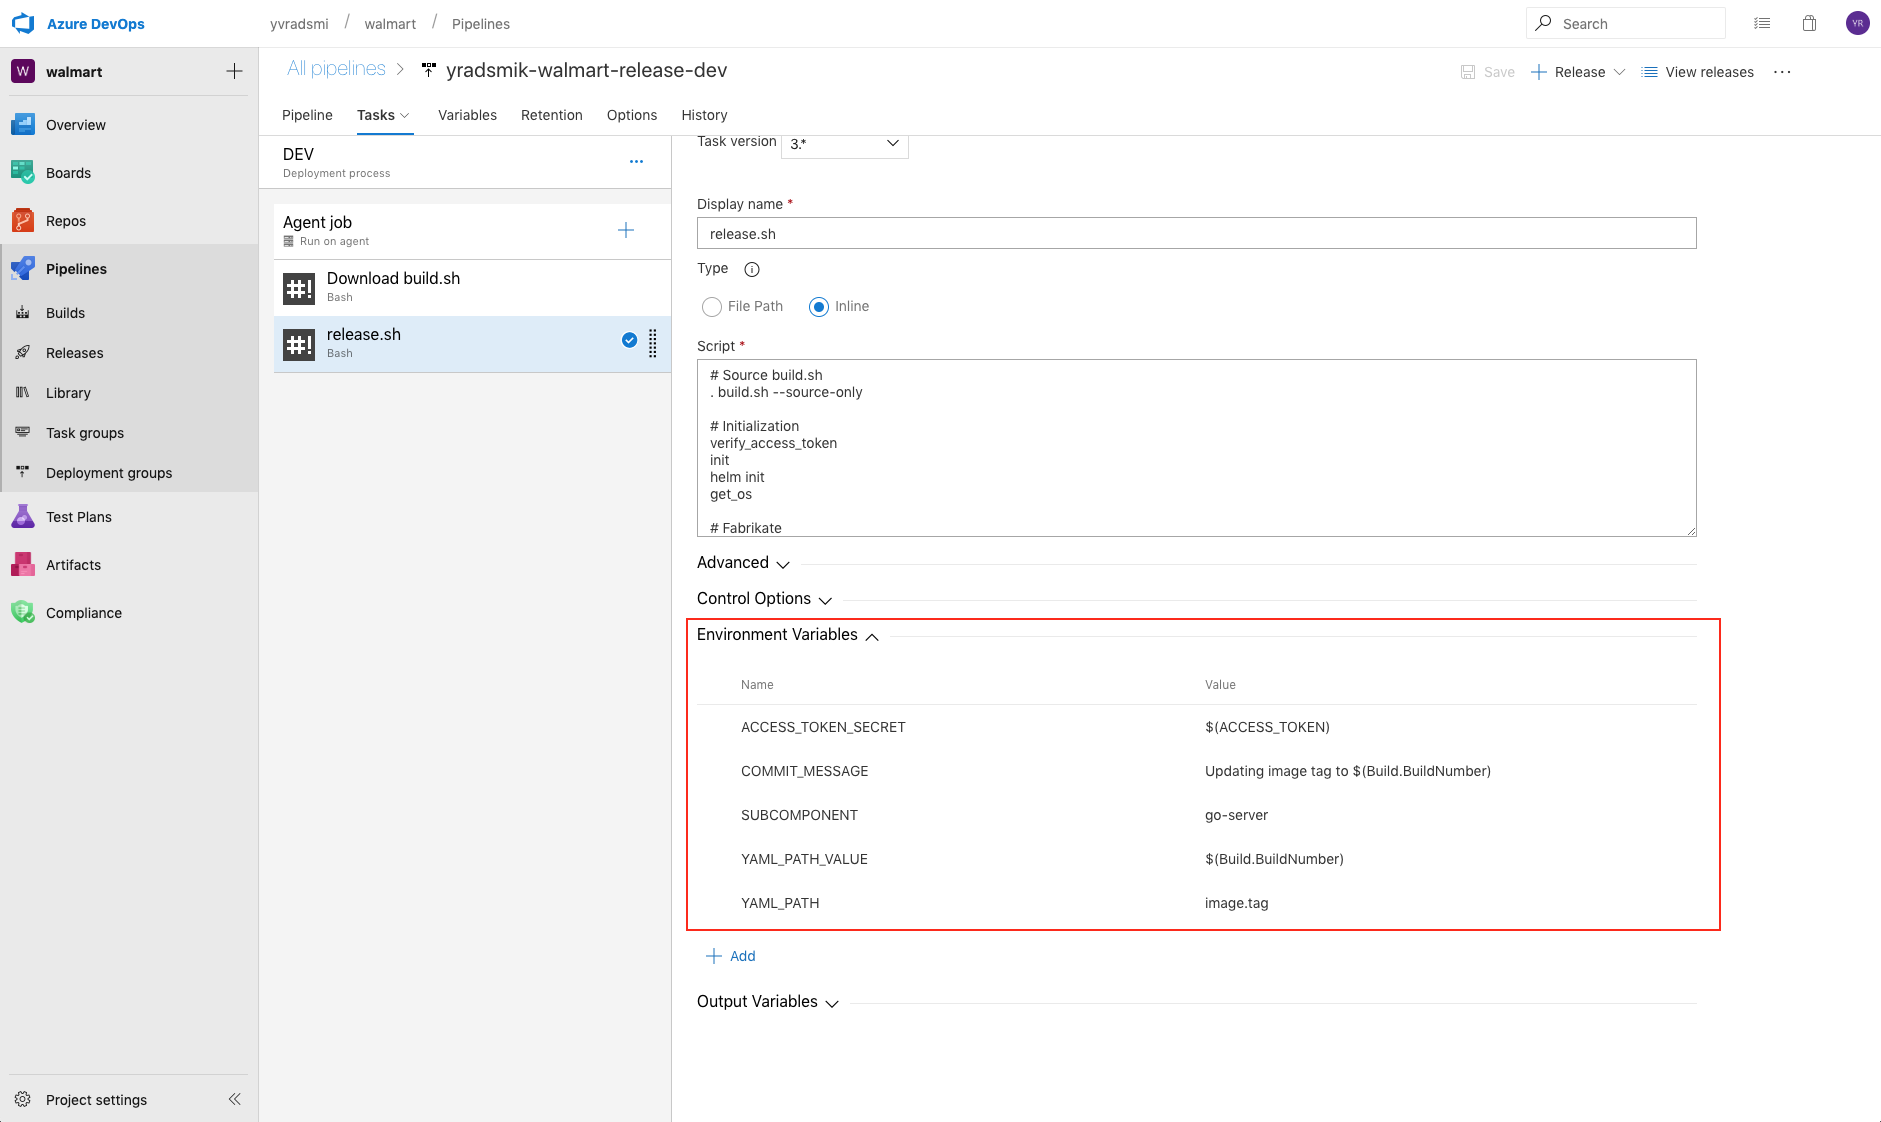 Azure DevOps
yvradsmi / walmart / Pipelines
Search
YR
W walmart
All pipelines > yradsmik-walmart-release-dev
Save
Release
View releases
Pipeline
Tasks
Variables
Retention
Options
History
Overview
Boards
Repos
Pipelines
Builds
Releases
Library
Task groups
Deployment groups
Test Plans
Artifacts
Compliance
Project settings
DEV
Deployment process
Agent job
Run on agent
#! Download build.sh
Bash
#! release.sh
Bash
Task version 3.*
Display name *
release.sh
Type
File Path
Inline
Script *
# Source build.sh
. build.sh --source-only
# Initialization
verify_access_token
init
helm init
get_os
# Fabrikate
Advanced
Control Options
Environment Variables
Name Value
ACCESS_TOKEN_SECRET $(ACCESS_TOKEN)
COMMIT_MESSAGE Updating image tag to $(Build.BuildNumber)
SUBCOMPONENT go-server
YAML_PATH_VALUE $(Build.BuildNumber)
YAML_PATH image.tag
Add
Output Variables